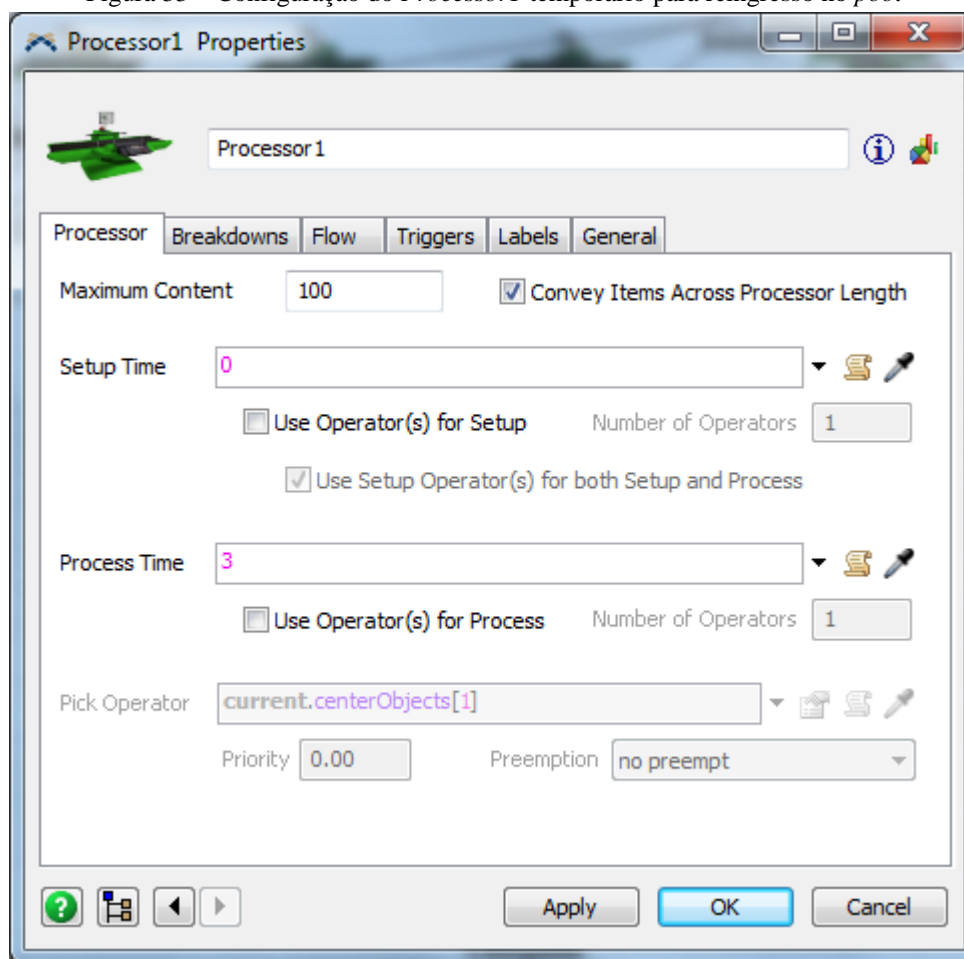 Processor1 Properties
Processor1
Processor Breakdowns Flow Triggers Labels General
Maximum Content 100 Convey Items Across Processor Length
Setup Time 0
Use Operator(s) for Setup Number of Operators 1
Use Setup Operator(s) for both Setup and Process
Process Time 3
Use Operator(s) for Process Number of Operators 1
Pick Operator current.centerObjects[1]
Priority 0.00 Preemption no preempt
Apply OK Cancel